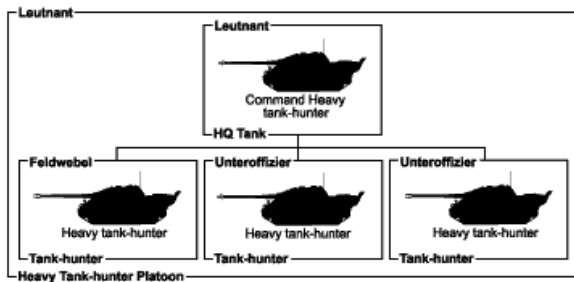 Leutnant
Leutnant
Command Heavy
tank-hunter
HQ Tank
Feldwebel
Unteroffizier
Unteroffizier
Heavy tank-hunter
Heavy tank-hunter
Heavy tank-hunter
Tank-hunter
Tank-hunter
Tank-hunter
Heavy Tank-hunter Platoon